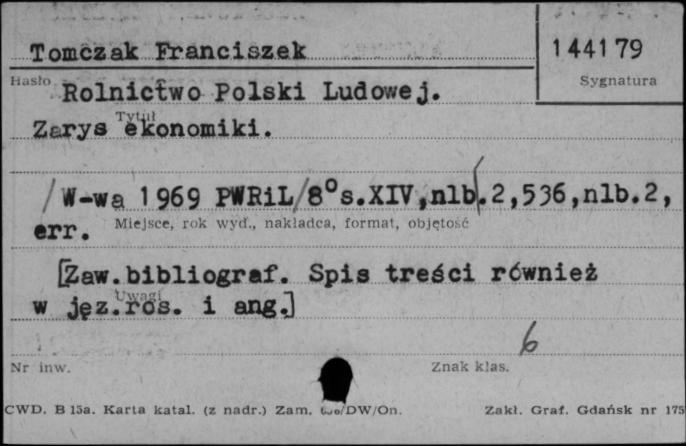 Tomczak Franciszek
144179
Hasło
Sygnatura
Rolnictwo Polski Ludowej.
Tytuł
Zarys ekonomiki.
/W-wa 1969 PWRiL/8° s.XIV,nlb.2,536,nlb.2,
err.
Miejsce, rok wyd., nakładca, format, objętość
[Zaw.bibliograf. Spis treści również
Uwagi
w jęz.ros. i ang.]
6
Nr inw.
Znak klas.
CWD. B 15a. Karta katal. (z nadr.) Zam. /DW/On.
Zakł. Graf. Gdańsk nr 175